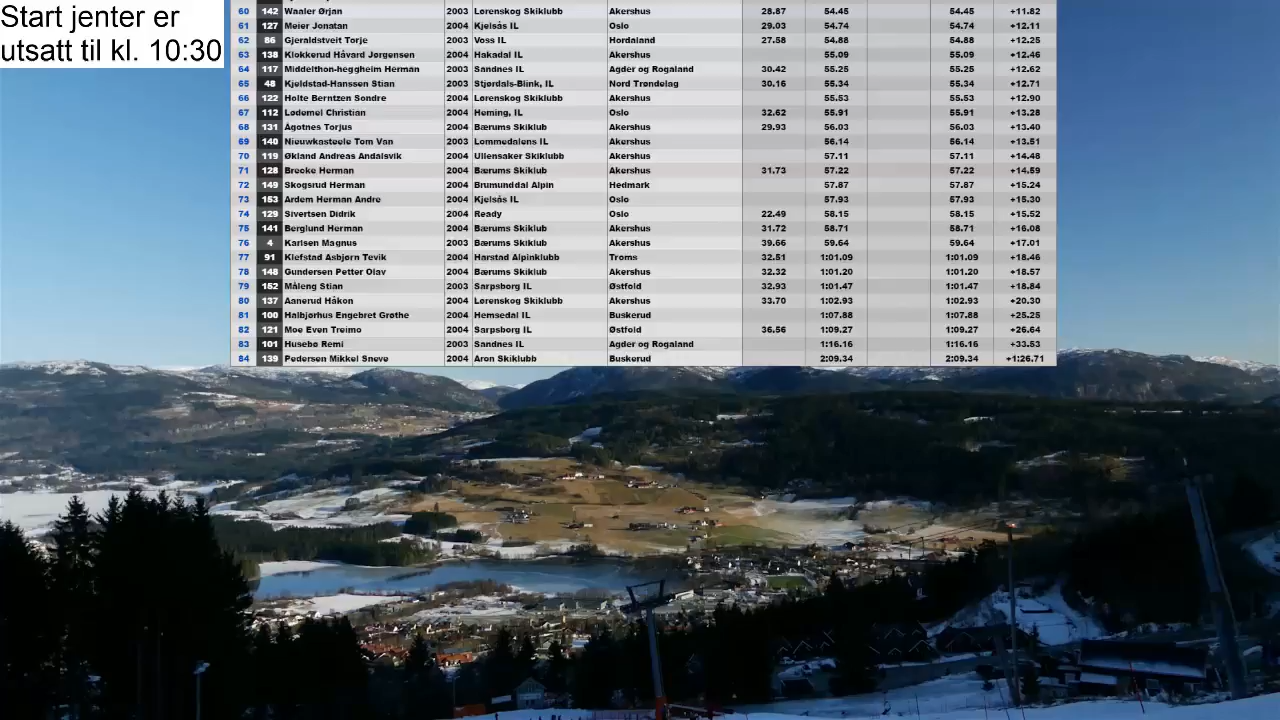 Start jenter er
utsatt til kl. 10:30
60 142 Waaler Ørjan 2003 Lørenskog Skiklubb Akershus 28.87 54.45 54.45 +11.82
61 127 Meier Jonatan 2004 Kjelsås IL Oslo 29.03 54.74 54.74 +12.11
62 86 Gjeraldstveit Torje 2003 Voss IL Hordaland 27.58 54.88 54.88 +12.25
63 138 Klokkerud Håvard Jørgensen 2004 Hakadal IL Akershus 55.09 55.09 +12.46
64 117 Middelthon-heggheim Herman 2003 Sandnes IL Agder og Rogaland 30.42 55.25 55.25 +12.62
65 48 Kjeldstad-Hanssen Stian 2003 Stjørdals-Blink, IL Nord Trøndelag 30.16 55.34 55.34 +12.71
66 122 Holte Berntzen Sondre 2004 Lørenskog Skiklubb Akershus 55.53 55.53 +12.90
67 112 Lødemel Christian 2004 Heming, IL Oslo 32.62 55.91 55.91 +13.28
68 131 Ågotnes Torjus 2004 Bærums Skiklub Akershus 29.93 56.03 56.03 +13.40
69 140 Nieuwkasteele Tom Van 2003 Lommedalens IL Akershus 56.14 56.14 +13.51
70 119 Økland Andreas Andalsvik 2004 Ullensaker Skiklubb Akershus 57.11 57.11 +14.48
71 128 Brecke Herman 2004 Bærums Skiklub Akershus 31.73 57.22 57.22 +14.59
72 149 Skogsrud Herman 2004 Brumunddal Alpin Hedmark 57.87 57.87 +15.24
73 153 Ardem Herman Andre 2004 Kjelsås IL Oslo 57.93 57.93 +15.30
74 129 Sivertsen Didrik 2004 Ready Oslo 22.49 58.15 58.15 +15.52
75 141 Berglund Herman 2004 Bærums Skiklub Akershus 31.72 58.71 58.71 +16.08
76 4 Karlsen Magnus 2003 Bærums Skiklub Akershus 39.66 59.64 59.64 +17.01
77 91 Klefstad Asbjørn Tevik 2004 Harstad Alpinklubb Troms 32.51 1:01.09 1:01.09 +18.46
78 148 Gundersen Petter Olav 2004 Bærums Skiklub Akershus 32.32 1:01.20 1:01.20 +18.57
79 152 Måleng Stian 2003 Sarpsborg IL Østfold 32.93 1:01.47 1:01.47 +18.84
80 137 Aanerud Håkon 2004 Lørenskog Skiklubb Akershus 33.70 1:02.93 1:02.93 +20.30
81 100 Halbjørhus Engebret Grøthe 2004 Hemsedal IL Buskerud 1:07.88 1:07.88 +25.25
82 121 Moe Even Treimo 2004 Sarpsborg IL Østfold 36.56 1:09.27 1:09.27 +26.64
83 101 Husebø Remi 2003 Sandnes IL Agder og Rogaland 1:16.16 1:16.16 +33.53
84 139 Pedersen Mikkel Sneve 2004 Aron Skiklubb Buskerud 2:09.34 2:09.34 +1:26.71